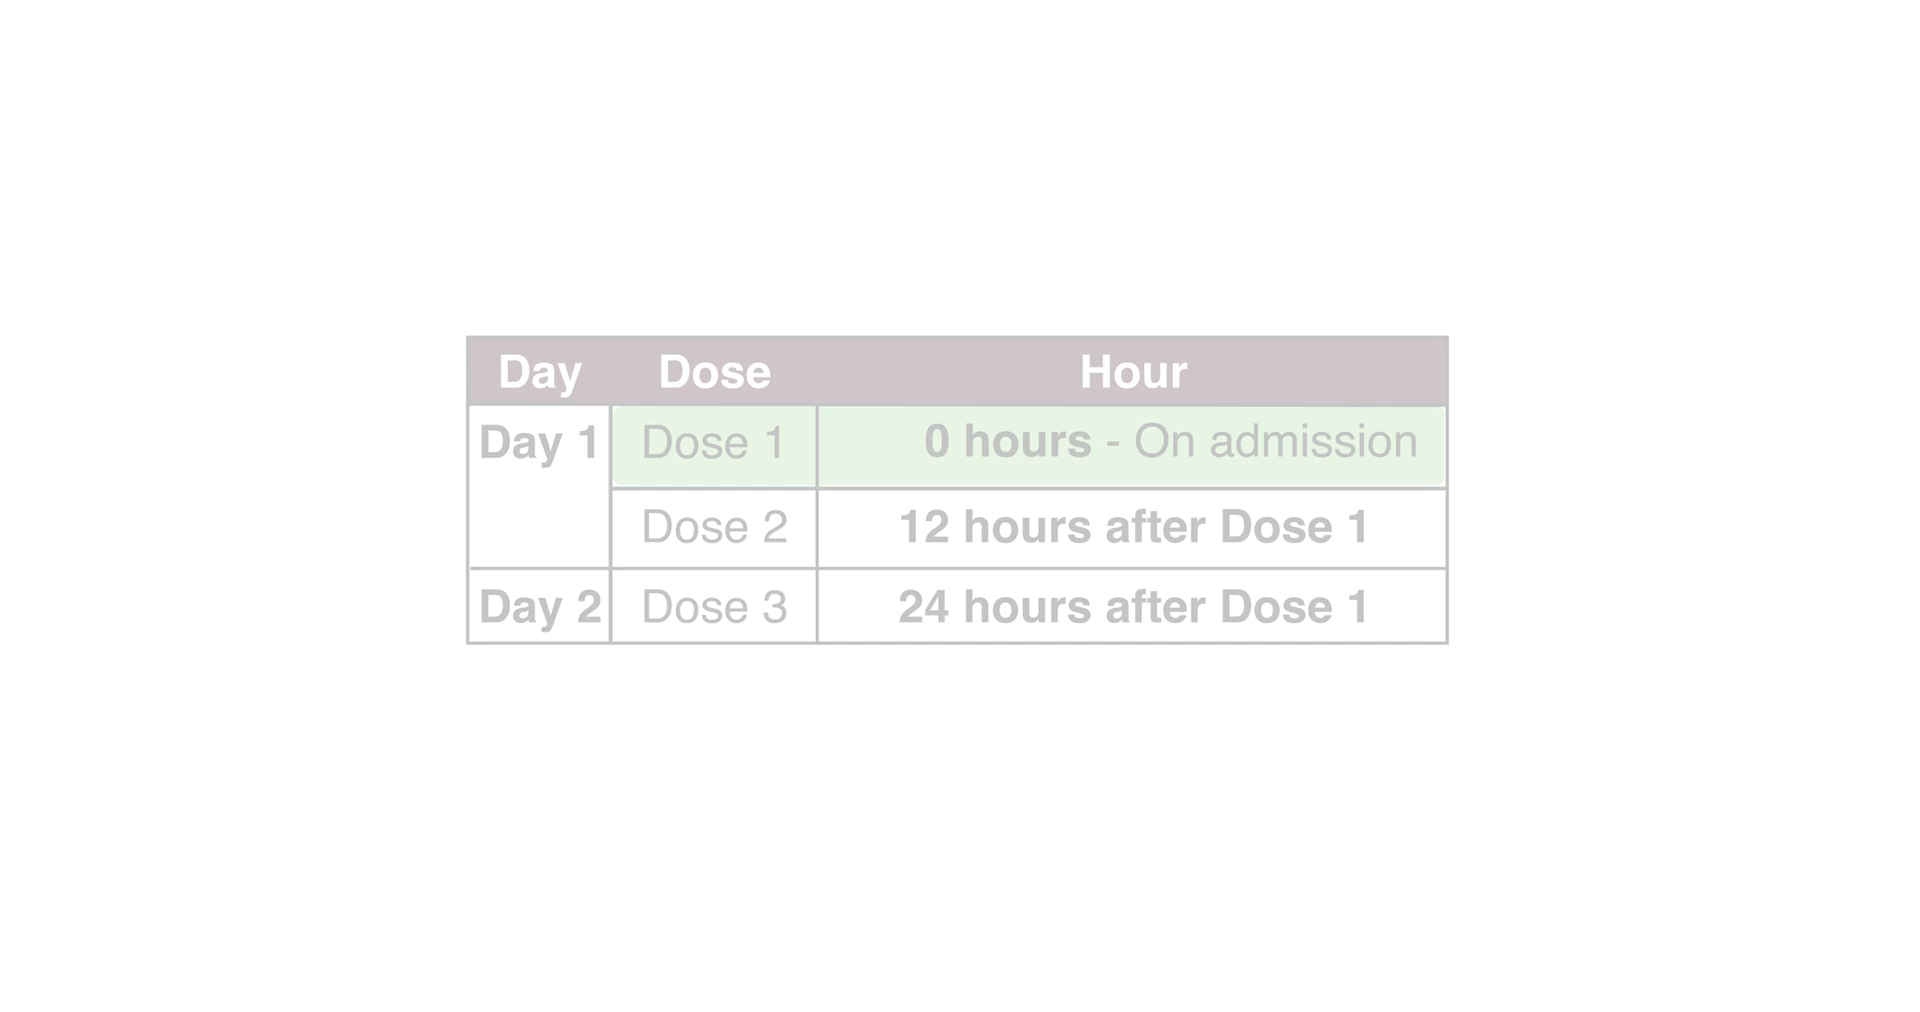 Day Dose Hour
Day 1 Dose 1 0 hours - On admission
Dose 2 12 hours after Dose 1
Day 2 Dose 3 24 hours after Dose 1